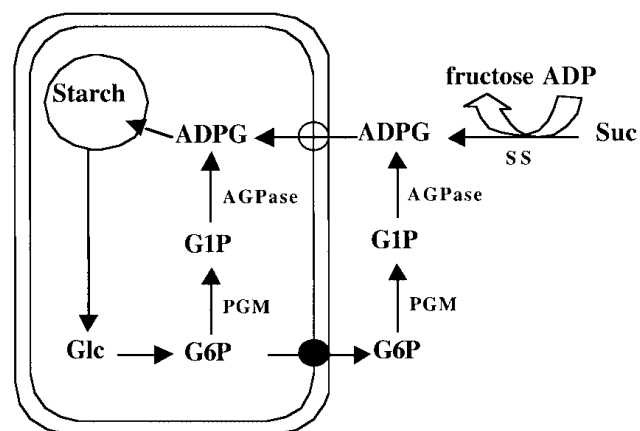 fructose ADP
Starch
ADPG
ADPG
Suc
SS
AGPase
AGPase
G1P
G1P
PGM
PGM
Glc
G6P
G6P